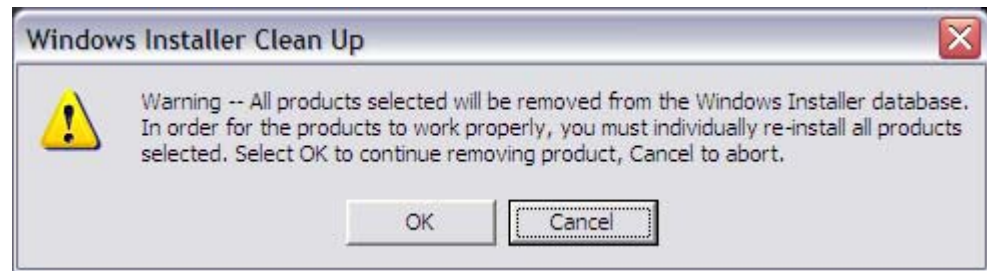 Windows Installer Clean Up
Warning -- All products selected will be removed from the Windows Installer database.
In order for the products to work properly, you must individually re-install all products
selected. Select OK to continue removing product, Cancel to abort.
OK
Cancel